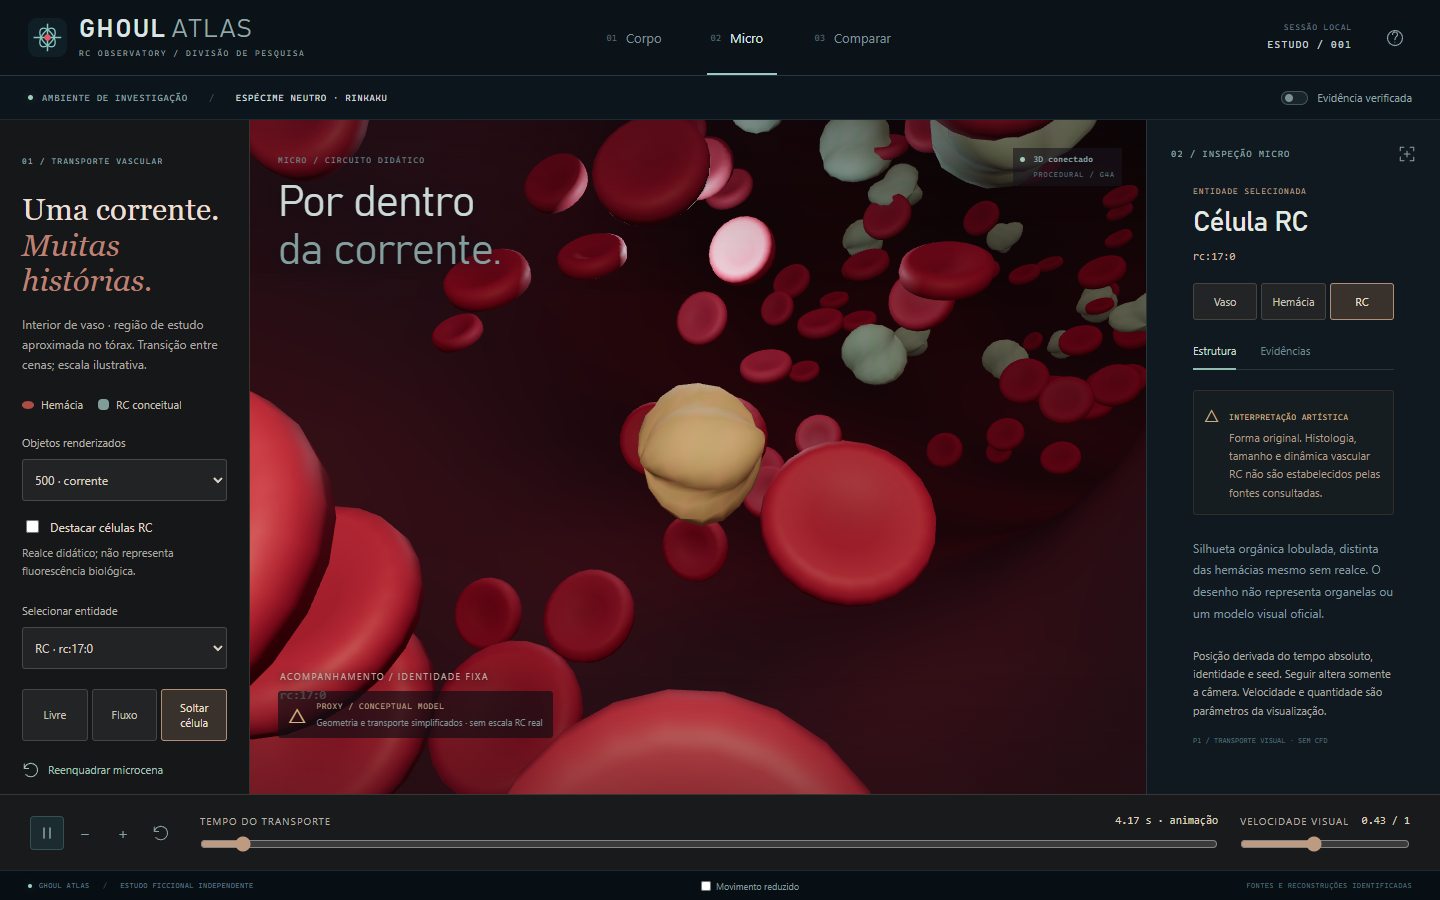 GHOUL ATLAS
RC OBSERVATORY / DIVISÃO DE PESQUISA
01 Corpo
02 Micro
03 Comparar
SESSÃO LOCAL
ESTUDO / 001
AMBIENTE DE INVESTIGAÇÃO / ESPÉCIME NEUTRO · RINKAKU
Evidência verificada
01 / TRANSPORTE VASCULAR
Uma corrente.
Muitas
histórias.
Interior de vaso · região de estudo
aproximada no tórax. Transição entre
cenas; escala ilustrativa.
Hemácia
RC conceitual
Objetos renderizados
500 · corrente
Destacar células RC
Realce didático; não representa
fluorescência biológica.
Selecionar entidade
RC · rc:17:0
Livre
Fluxo
Soltar
célula
Reenquadrar microcena
MICRO / CIRCUITO DIDÁTICO
Por dentro
da corrente.
3D conectado
PROCEDURAL / G4A
ACOMPANHAMENTO / IDENTIDADE FIXA
rc:17:0
PROXY / CONCEPTUAL MODEL
Geometria e transporte simplificados · sem escala RC real
02 / INSPEÇÃO MICRO
ENTIDADE SELECIONADA
Célula RC
rc:17:0
Vaso
Hemácia
RC
Estrutura
Evidências
INTERPRETAÇÃO ARTÍSTICA
Forma original. Histologia,
tamanho e dinâmica vascular
RC não são estabelecidos pelas
fontes consultadas.
Silhueta orgânica lobulada, distinta
das hemácias mesmo sem realce. O
desenho não representa organelas ou
um modelo visual oficial.
Posição derivada do tempo absoluto,
identidade e seed. Seguir altera somente
a câmera. Velocidade e quantidade são
parâmetros da visualização.
P1 / TRANSPORTE VISUAL · SEM CFD
TEMPO DO TRANSPORTE
4.17 s · animação
VELOCIDADE VISUAL
0.43 / 1
GHOUL ATLAS / ESTUDO FICCIONAL INDEPENDENTE
Movimento reduzido
FONTES E RECONSTRUÇÕES IDENTIFICADAS